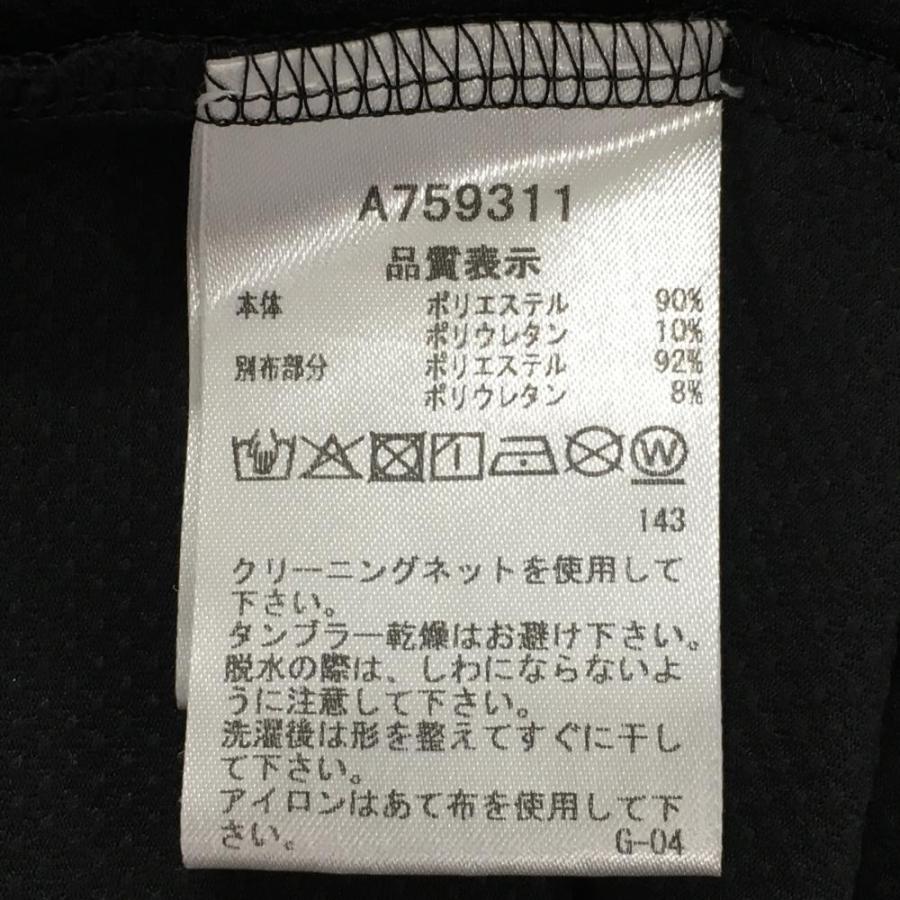 A759311
品質表示
本体 ポリエステル 90%
ポリウレタン 10%
別布部分 ポリエステル 92%
ポリウレタン 8%
1 W
143
クリーニングネットを使用して
下さい。
タンブラー乾燥はお避け下さい。
脱水の際は、しわにならないよ
うに注意して下さい。
洗濯後は形を整えてすぐに干し
て下さい。
アイロンはあて布を使用して下
さい。 G-04